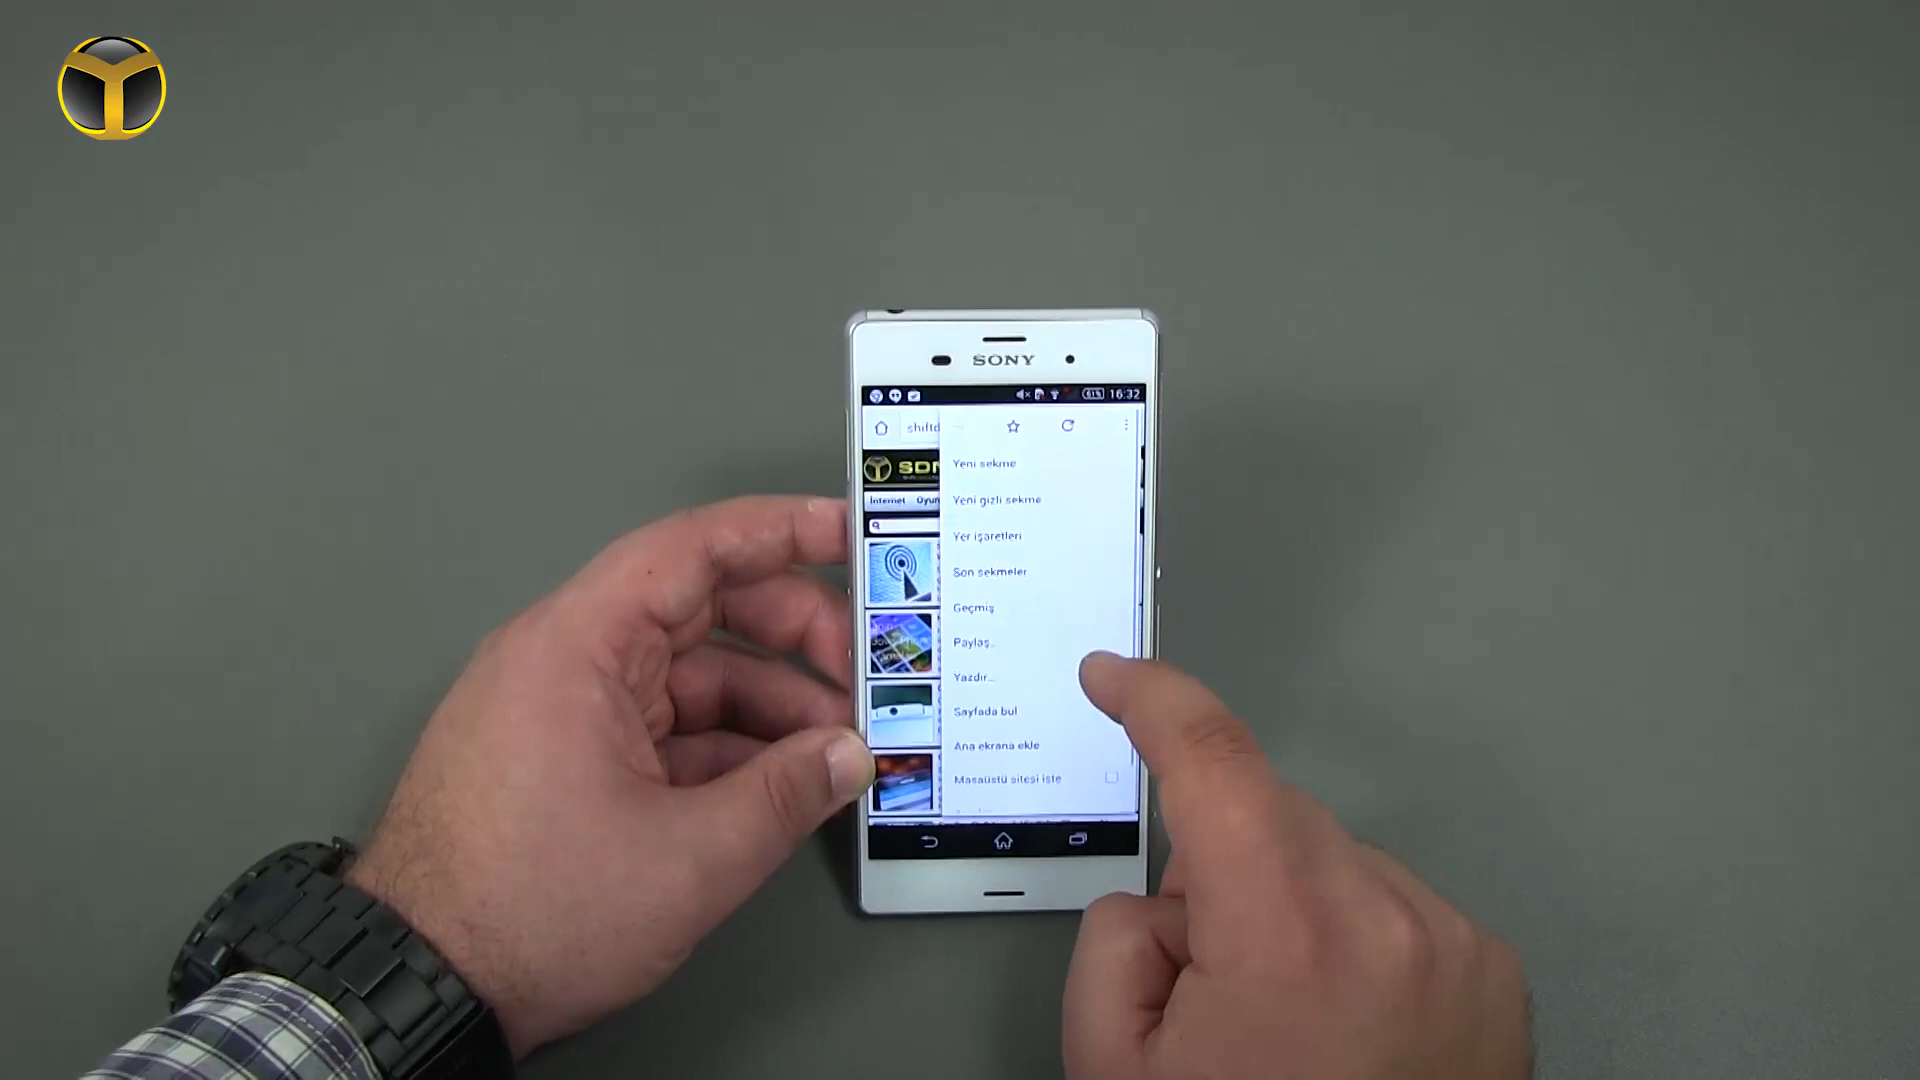 SONY
61% 16:32
shiftd
SDN
Yeni sekme
Yeni gizli sekme
Yer işaretleri
Son sekmeler
Geçmiş
Paylaş...
Yazdır...
Sayfada bul
Ana ekrana ekle
Masaüstü sitesi iste
İnternet Oyun